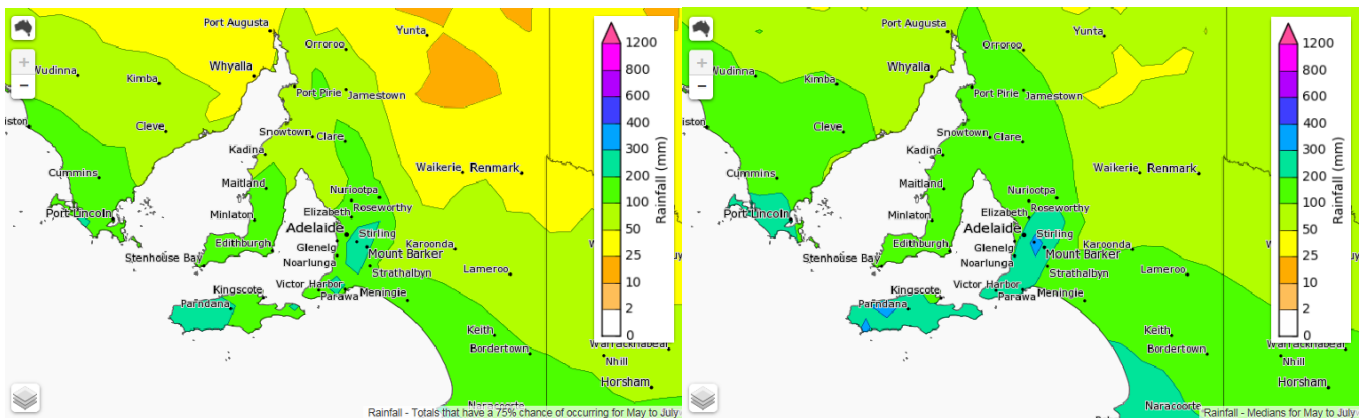 Port Augusta
Yunta
Orroroo
Whyalla
Wudinna
Kimba
Port Pirie
Jamestown
Cleve
Snowtown
Clare
Kadina
Waikerie
Renmark
Cummins
Maitland
Nuriootpa
Roseworthy
Port Lincoln
Minlaton
Elizabeth
Adelaide
Stirling
Edithburgh
Glenelg
Mount Barker
Karoonda
Stenhouse Bay
Noarlunga
Strathalbyn
Lameroo
Kingscote
Victor Harbor
Parndana
Parawa
Meningie
Keith
Bordertown
Warracknabeal
Nhill
Horsham
Naracoorte
+
−
1200
800
600
400
300
200
100
50
25
10
2
0
Rainfall (mm)
Rainfall - Totals that have a 75% chance of occurring for May to July
Port Augusta
Yunta
Orroroo
Whyalla
Wudinna
Kimba
Port Pirie
Jamestown
Cleve
Snowtown
Clare
Kadina
Waikerie
Renmark
Cummins
Maitland
Nuriootpa
Roseworthy
Port Lincoln
Minlaton
Elizabeth
Adelaide
Stirling
Edithburgh
Glenelg
Mount Barker
Karoonda
Stenhouse Bay
Noarlunga
Strathalbyn
Lameroo
Kingscote
Victor Harbor
Parndana
Parawa
Meningie
Keith
Bordertown
Warracknabeal
Nhill
Horsham
Naracoorte
+
−
1200
800
600
400
300
200
100
50
25
10
2
0
Rainfall (mm)
Rainfall - Medians for May to July